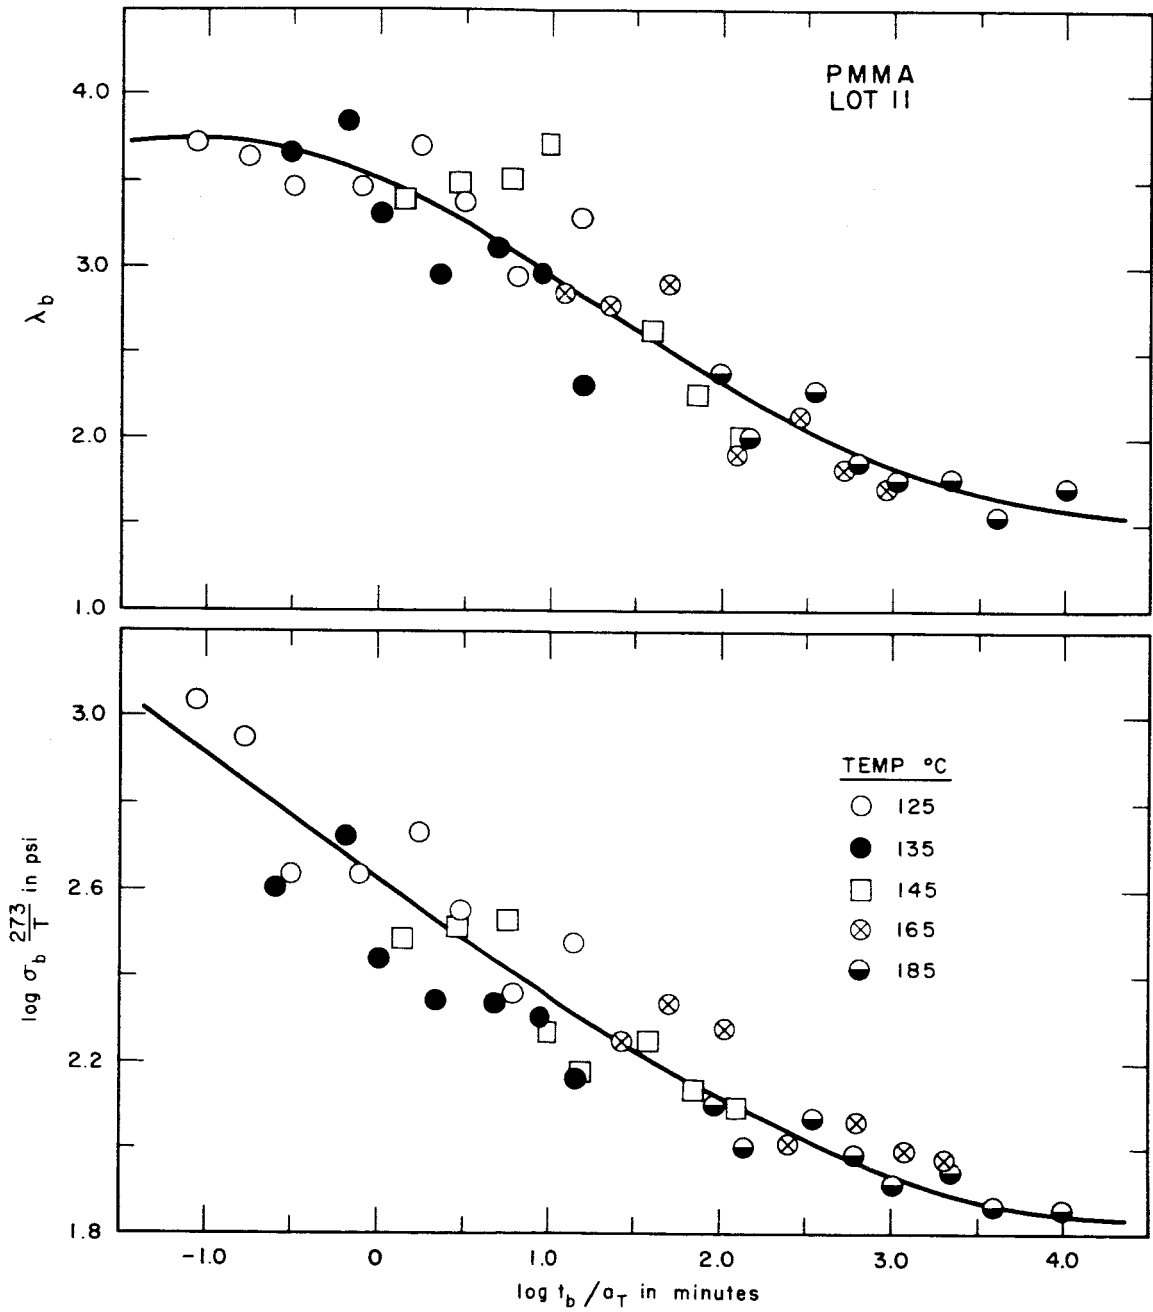 PMMA
LOT 11
4.0
3.0
2.0
1.0
λb
3.0
2.6
2.2
1.8
log σb 273/T in psi
TEMP °C
125
135
145
165
185
-1.0 0 1.0 2.0 3.0 4.0
log tb/aT in minutes